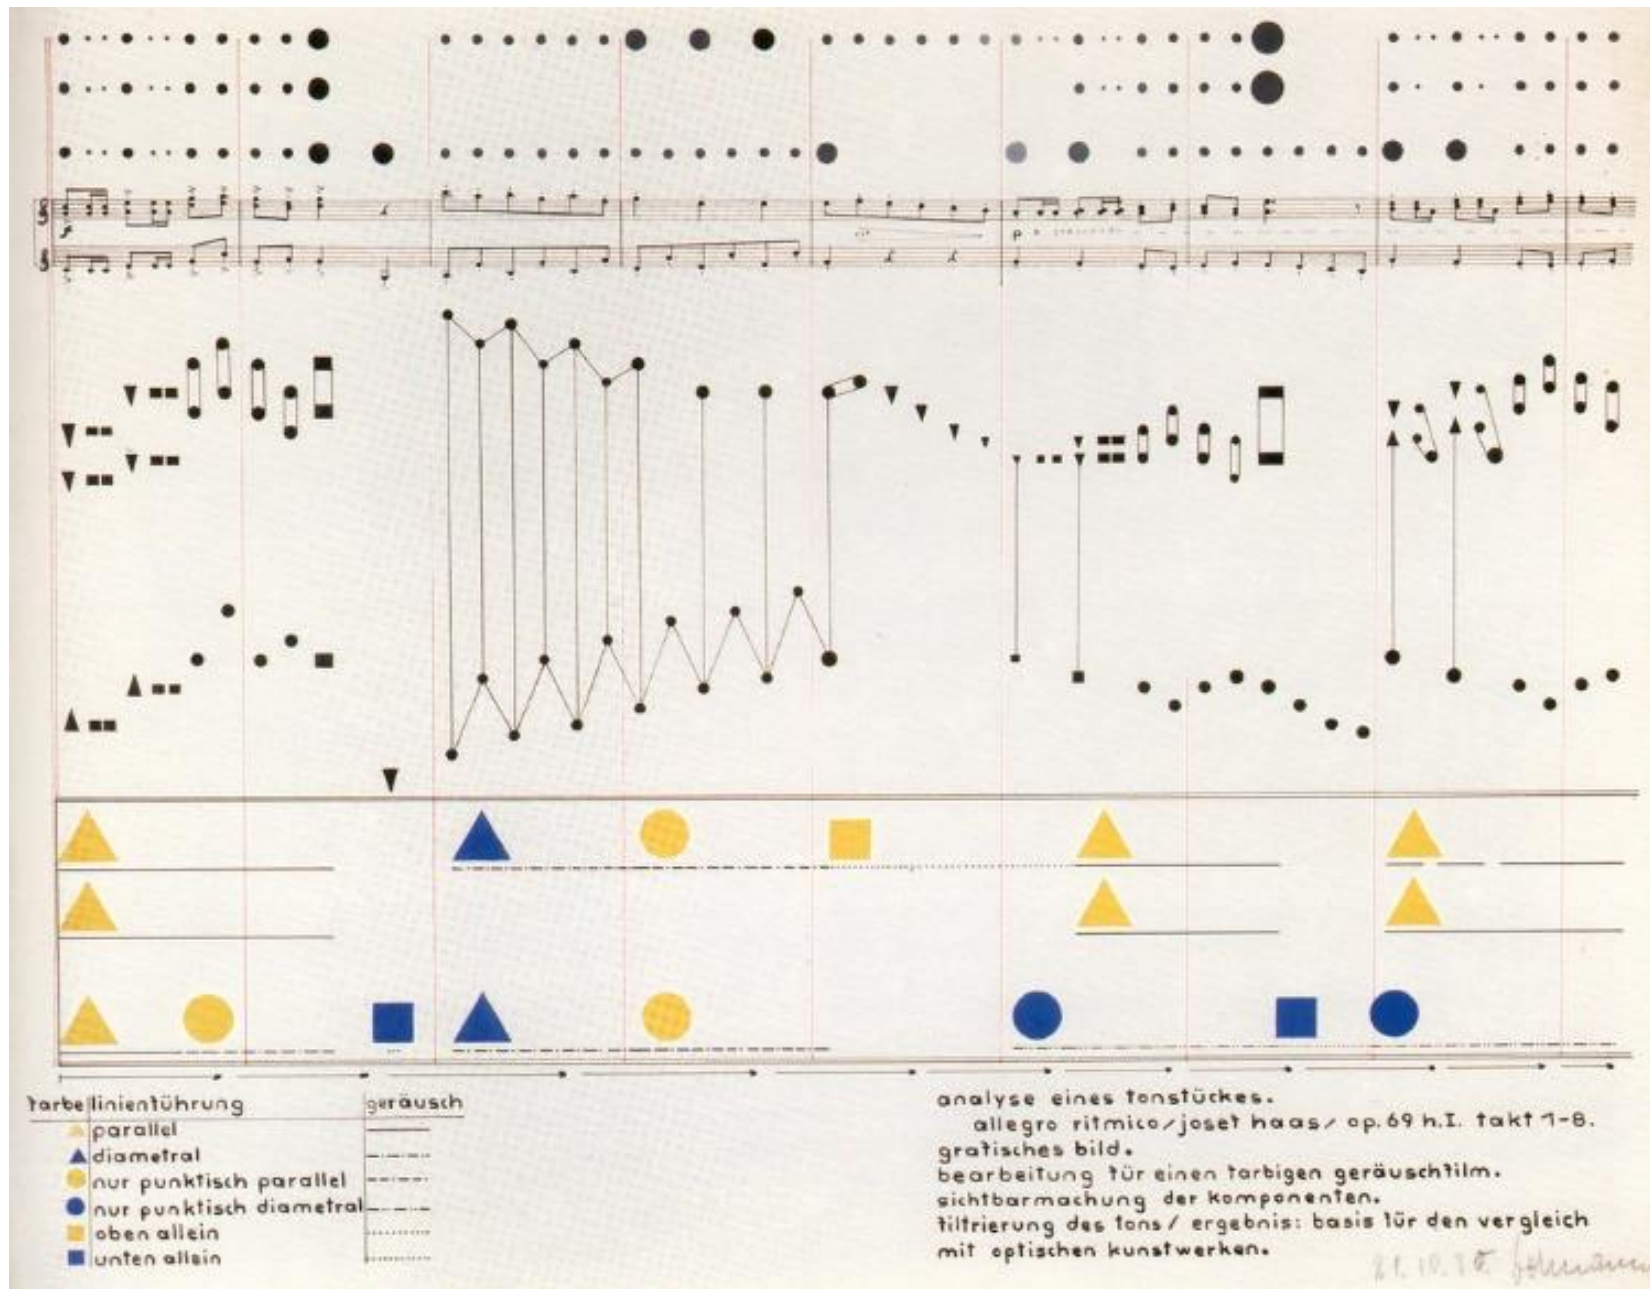 p
farbe linienführung geräusch
parallel
diametral
nur punktisch parallel
nur punktisch diametral
oben allein
unten allein
analyse eines tonstückes.
allegro ritmico/josef haas/ op.69 h.I. takt 1-8.
grafisches bild.
bearbeitung für einen farbigen geräuschfilm.
sichtbarmachung der komponenten.
filtrierung des tons / ergebnis: basis für den vergleich
mit optischen kunstwerken.